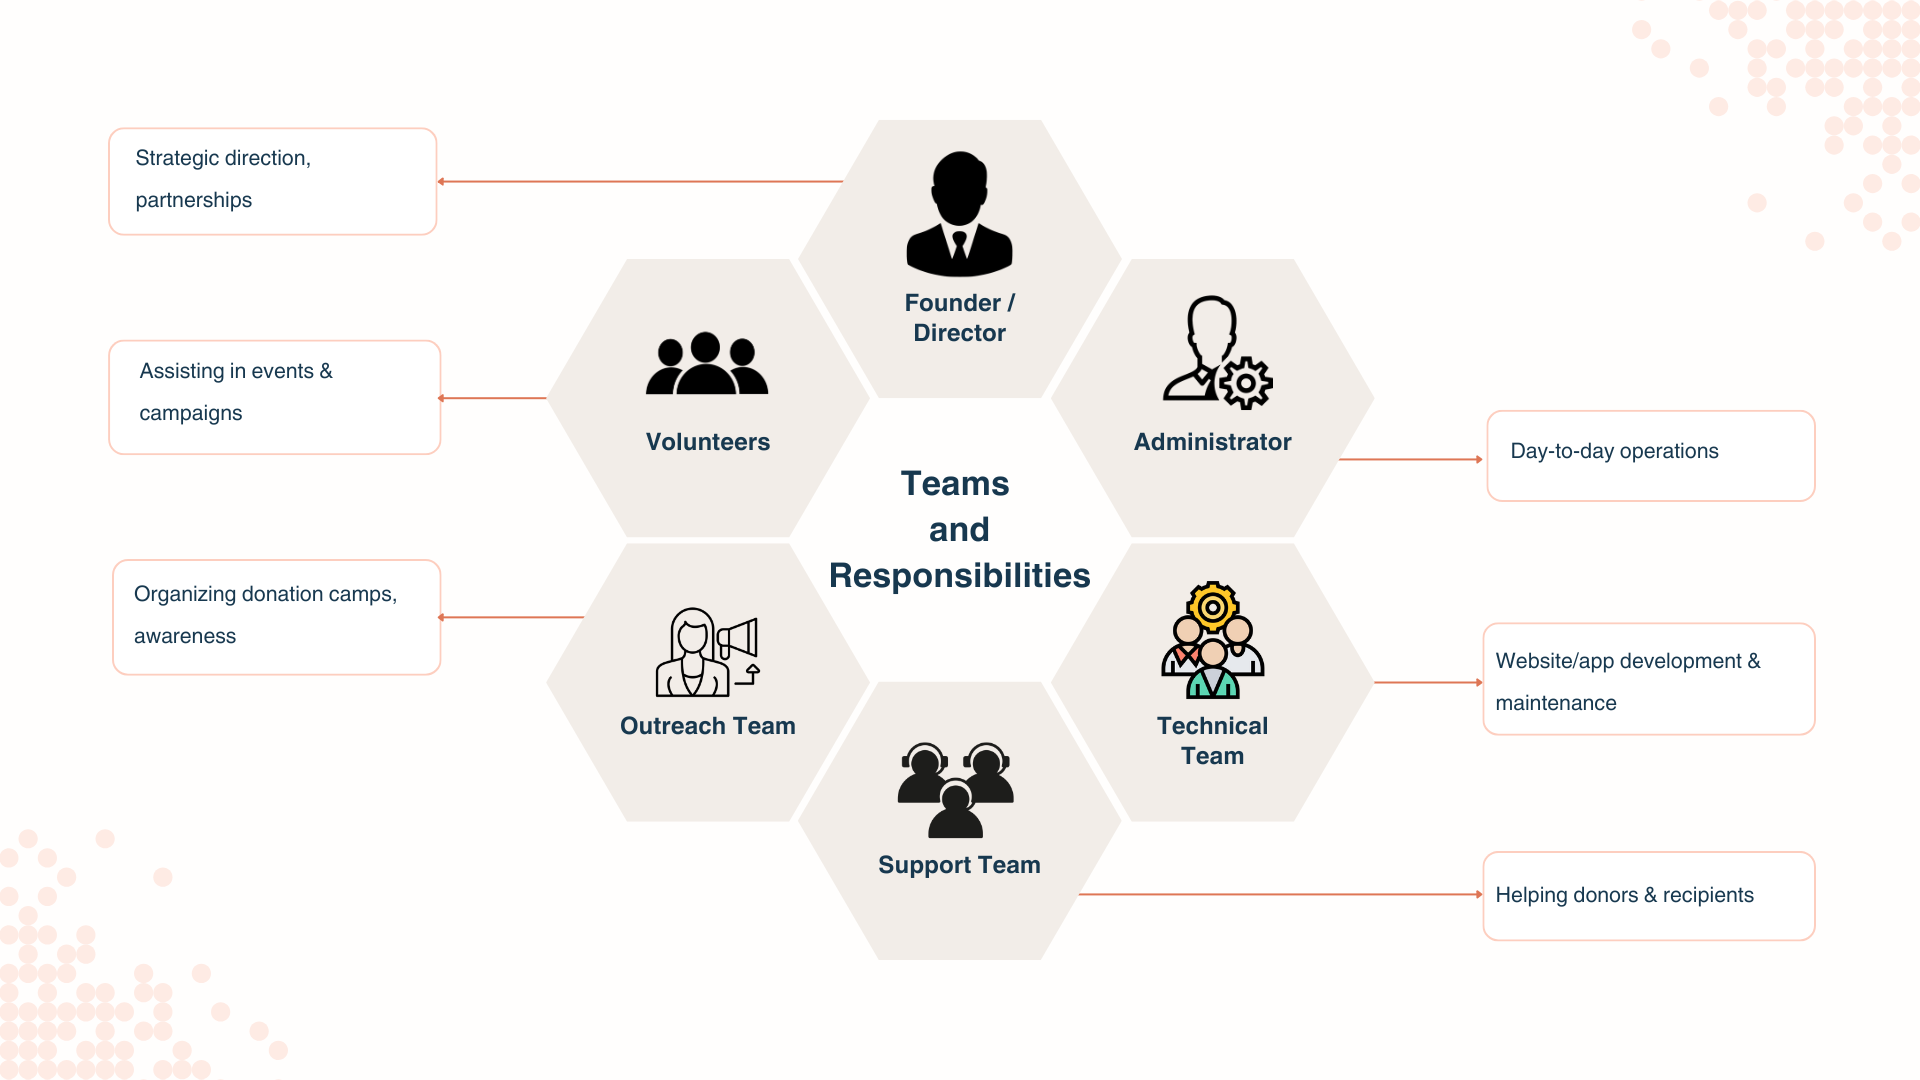 Strategic direction,
partnerships
Founder /
Director
Assisting in events &
campaigns
Volunteers
Administrator
Day-to-day operations
Teams
and
Responsibilities
Organizing donation camps,
awareness
Outreach Team
Technical
Team
Website/app development &
maintenance
Support Team
Helping donors & recipients